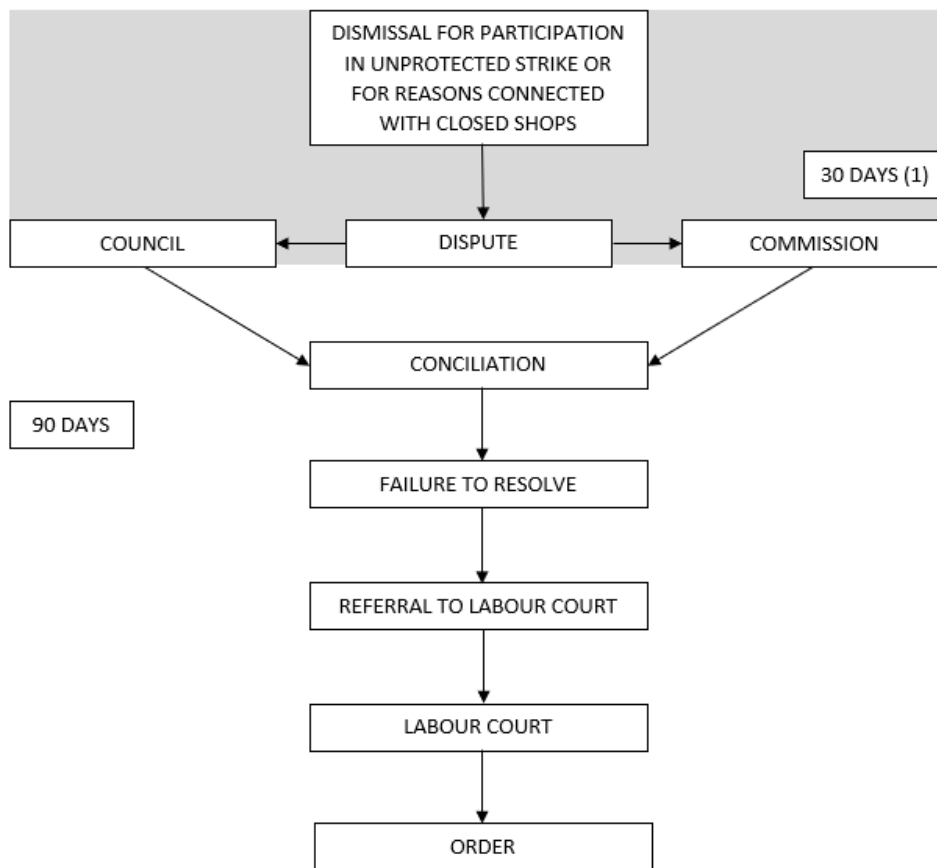 DISMISSAL FOR PARTICIPATION
IN UNPROTECTED STRIKE OR
FOR REASONS CONNECTED
WITH CLOSED SHOPS
30 DAYS (1)
COUNCIL
DISPUTE
COMMISSION
CONCILIATION
90 DAYS
FAILURE TO RESOLVE
REFERRAL TO LABOUR COURT
LABOUR COURT
ORDER